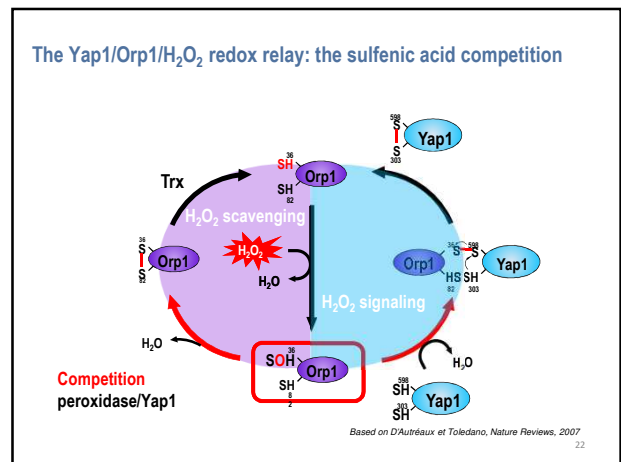 The Yap1/Orp1/H₂O₂ redox relay: the sulfenic acid competition
598
S
S
303
Yap1
36
SH
SH
82
Orp1
Trx
H₂O₂ scavenging
36
S
S
82
Orp1
H₂O₂
H₂O
H₂O₂ signaling
Orp1
36
S
S
598
HS
SH
82
303
Yap1
H₂O
36
SOH
SH
8
2
Orp1
H₂O
Competition
peroxidase/Yap1
598
SH
303
SH
Yap1
Based on D'Autréaux et Toledano, Nature Reviews, 2007
22